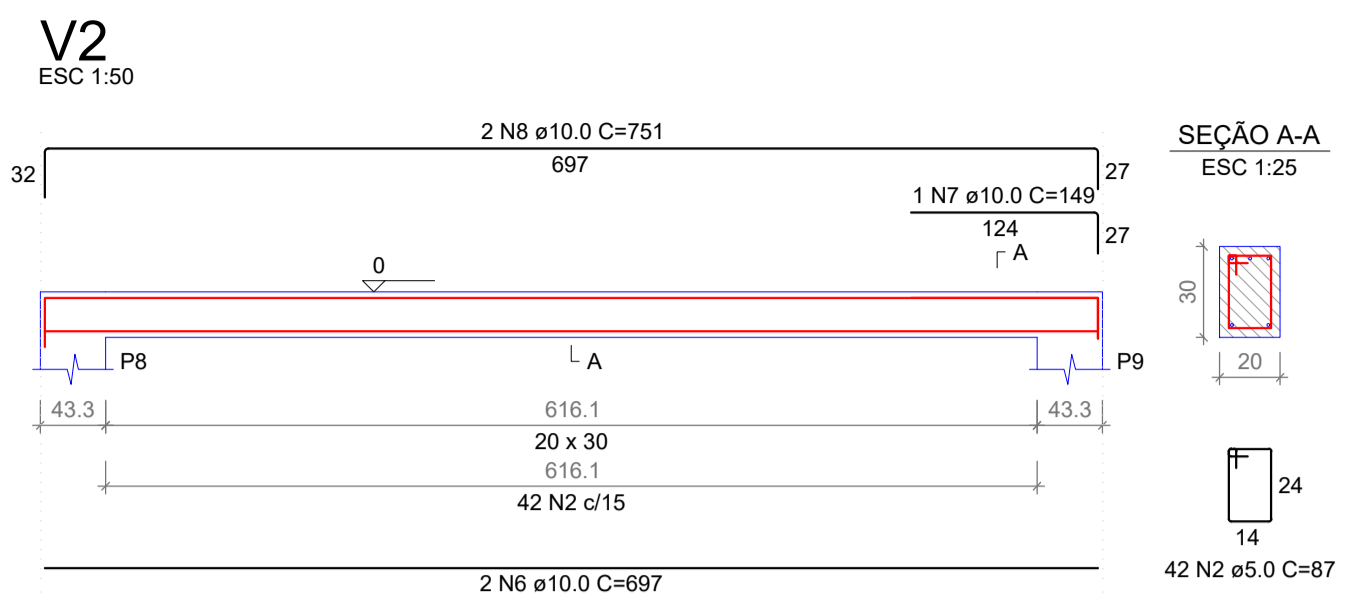 V2
ESC 1:50
2 N8 ø10.0 C=751
SEÇÃO A-A
32
697
27
ESC 1:25
1 N7 ø10.0 C=149
124
27
A
0
30
P8
A
P9
20
43.3
616.1
43.3
20 x 30
616.1
24
42 N2 c/15
14
42 N2 ø5.0 C=87
2 N6 ø10.0 C=697